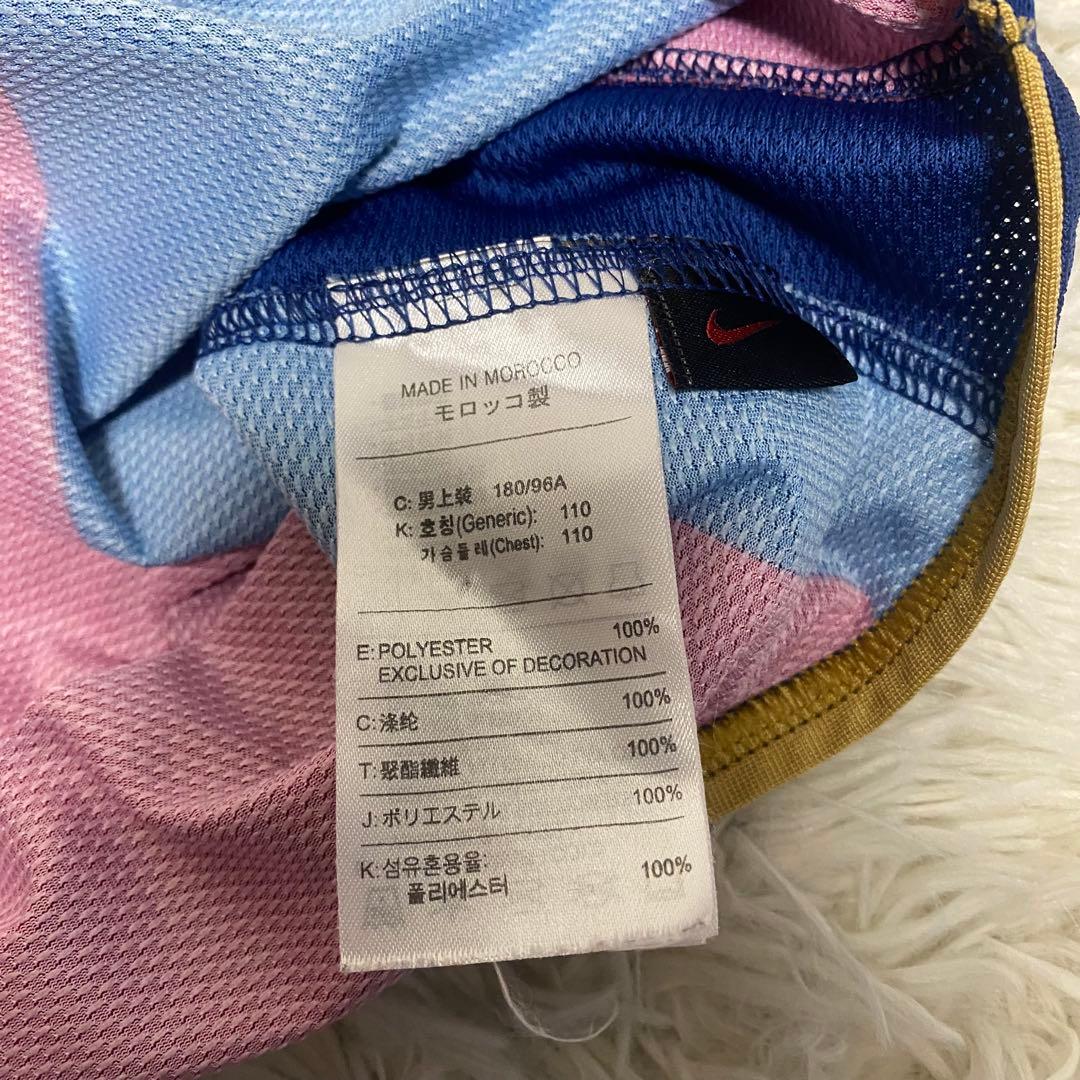 MADE IN MOROCCO
モロッコ製
C: 男上装 180/96A
K: 호칭(Generic): 110
가슴둘레(Chest): 110
E: POLYESTER 100%
EXCLUSIVE OF DECORATION
C: 涤纶 100%
T: 聚酯纖維 100%
J: ポリエステル 100%
K: 섬유혼용율:
폴리에스터 100%